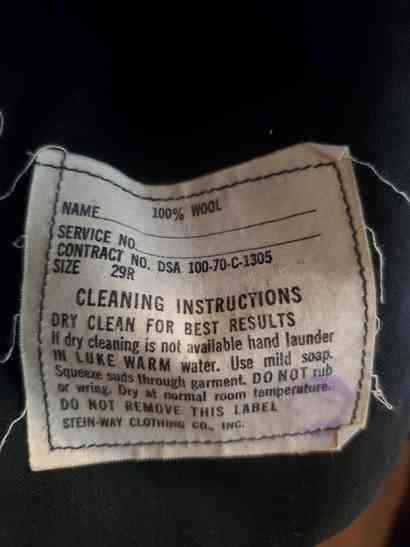 NAME 100% WOOL
SERVICE NO.
CONTRACT NO. DSA 100-70-C-1305
SIZE 29R
CLEANING INSTRUCTIONS
DRY CLEAN FOR BEST RESULTS
If dry cleaning is not available hand launder
IN LUKE WARM water. Use mild soap.
Squeeze suds through garment. DO NOT rub
or wring. Dry at normal room temperature.
DO NOT REMOVE THIS LABEL
STEIN-WAY CLOTHING CO., INC.